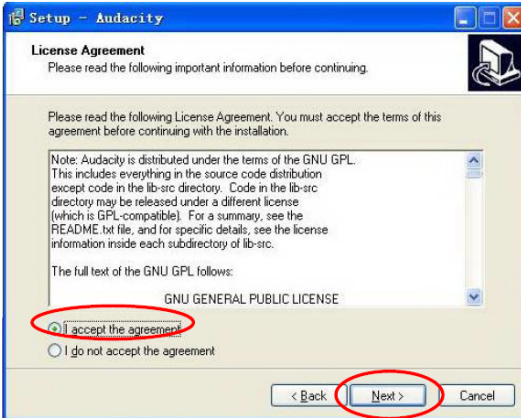 Setup - Audacity
License Agreement
Please read the following important information before continuing.
Please read the following License Agreement. You must accept the terms of this
agreement before continuing with the installation.
Note: Audacity is distributed under the terms of the GNU GPL.
This includes everything in the source code distribution
except code in the lib-src directory.  Code in the lib-src
directory may be released under a different license
(which is GPL-compatible).  For a summary, see the
README.txt file, and for specific details, see the license
information inside each subdirectory of lib-src.
The full text of the GNU GPL follows:
GNU GENERAL PUBLIC LICENSE
I accept the agreement
I do not accept the agreement
< Back
Next >
Cancel